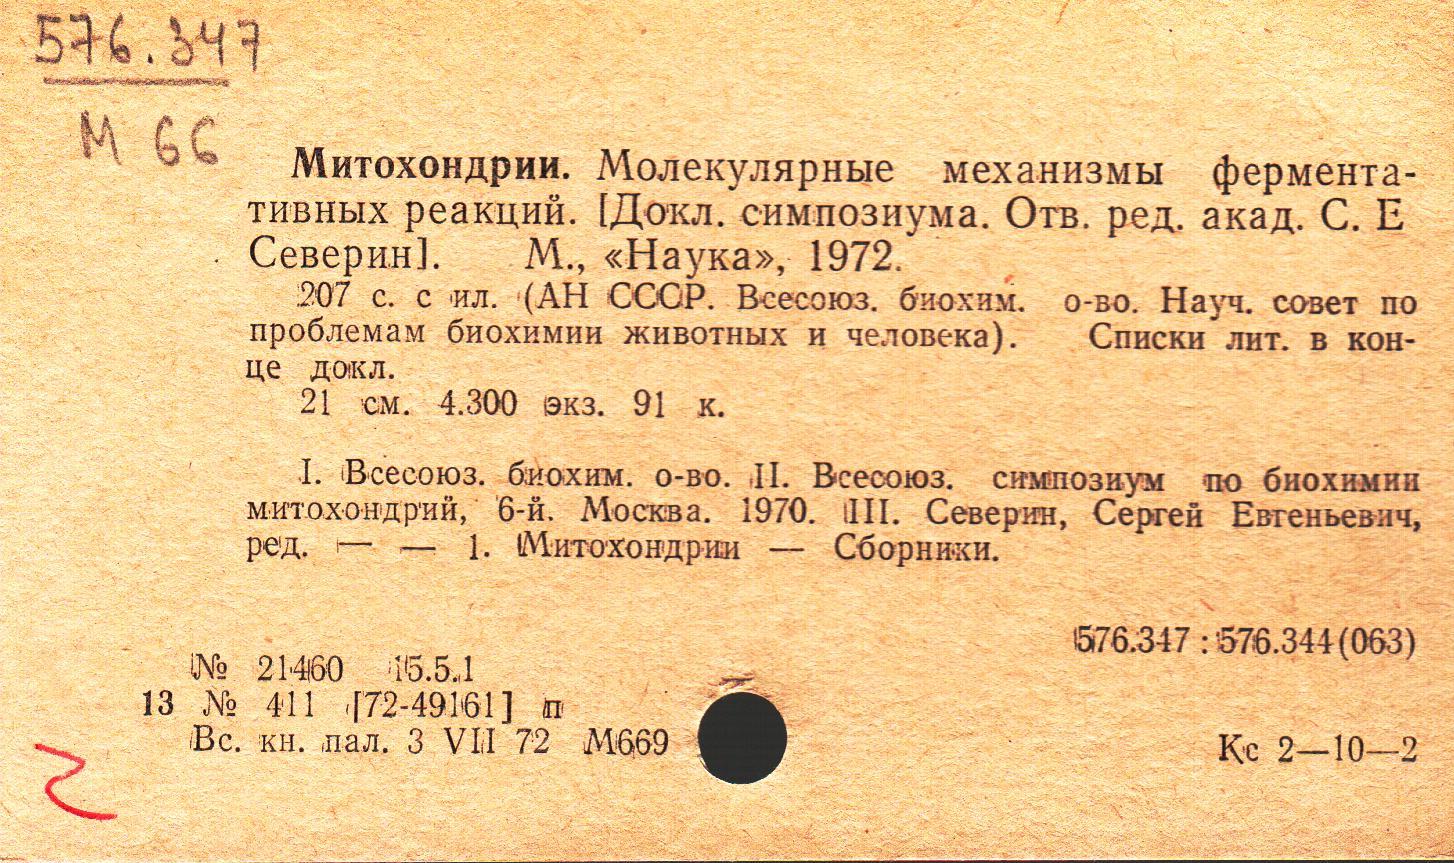 576.347
М 66
Митохондрии. Молекулярные механизмы фермента-
тивных реакций. [Докл. симпозиума. Отв. ред. акад. С. Е
Северин]. М., «Наука», 1972.
207 с. с ил. (АН СССР. Всесоюз. биохим. о-во. Науч. совет по
проблемам биохимии животных и человека). Списки лит. в кон-
це докл.
21 см. 4.300 экз. 91 к.
I. Всесоюз. биохим. о-во. II. Всесоюз. симпозиум по биохимии
митохондрий, 6-й. Москва. 1970. III. Северин, Сергей Евгеньевич,
ред. — — 1. Митохондрии — Сборники.
576.347 : 576.344(063)
№ 21460 15.5.1
13 № 411 [72-49161] п
Вс. кн. пал. 3 VII 72 М669
Кс 2—10—2